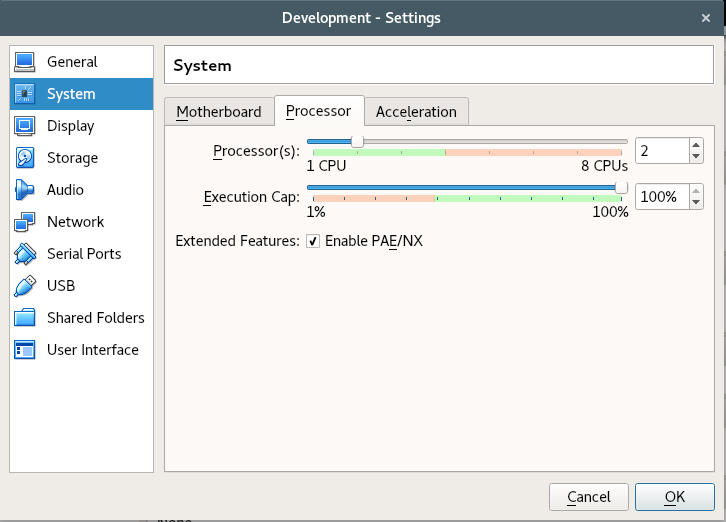 Development - Settings
General
System
Display
Storage
Audio
Network
Serial Ports
USB
Shared Folders
User Interface
System
Motherboard Processor Acceleration
Processor(s): 2
1 CPU 8 CPUs
Execution Cap: 100%
1% 100%
Extended Features: Enable PAE/NX
Cancel OK